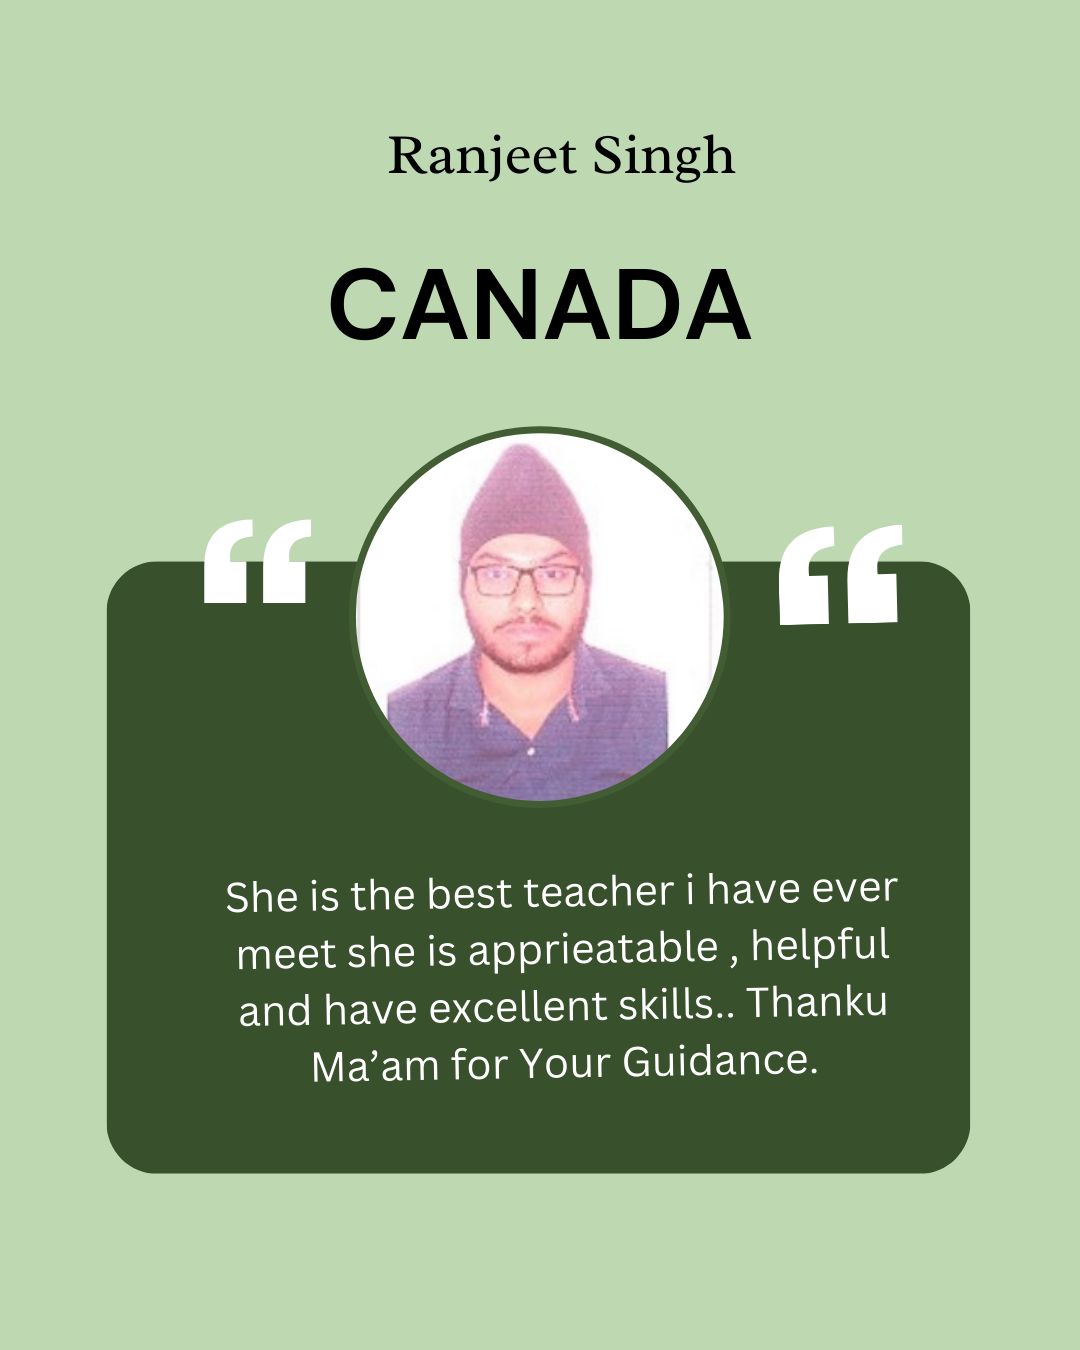 Ranjeet Singh
CANADA
“ “
She is the best teacher i have ever
meet she is apprieatable , helpful
and have excellent skills.. Thanku
Ma’am for Your Guidance.